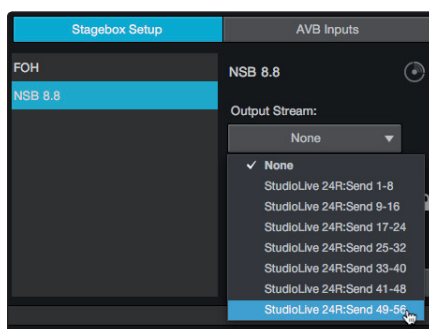 Stagebox Setup
AVB Inputs
FOH
NSB 8.8
NSB 8.8
Output Stream:
None
None
StudioLive 24R:Send 1-8
StudioLive 24R:Send 9-16
StudioLive 24R:Send 17-24
StudioLive 24R:Send 25-32
StudioLive 24R:Send 33-40
StudioLive 24R:Send 41-48
StudioLive 24R:Send 49-56